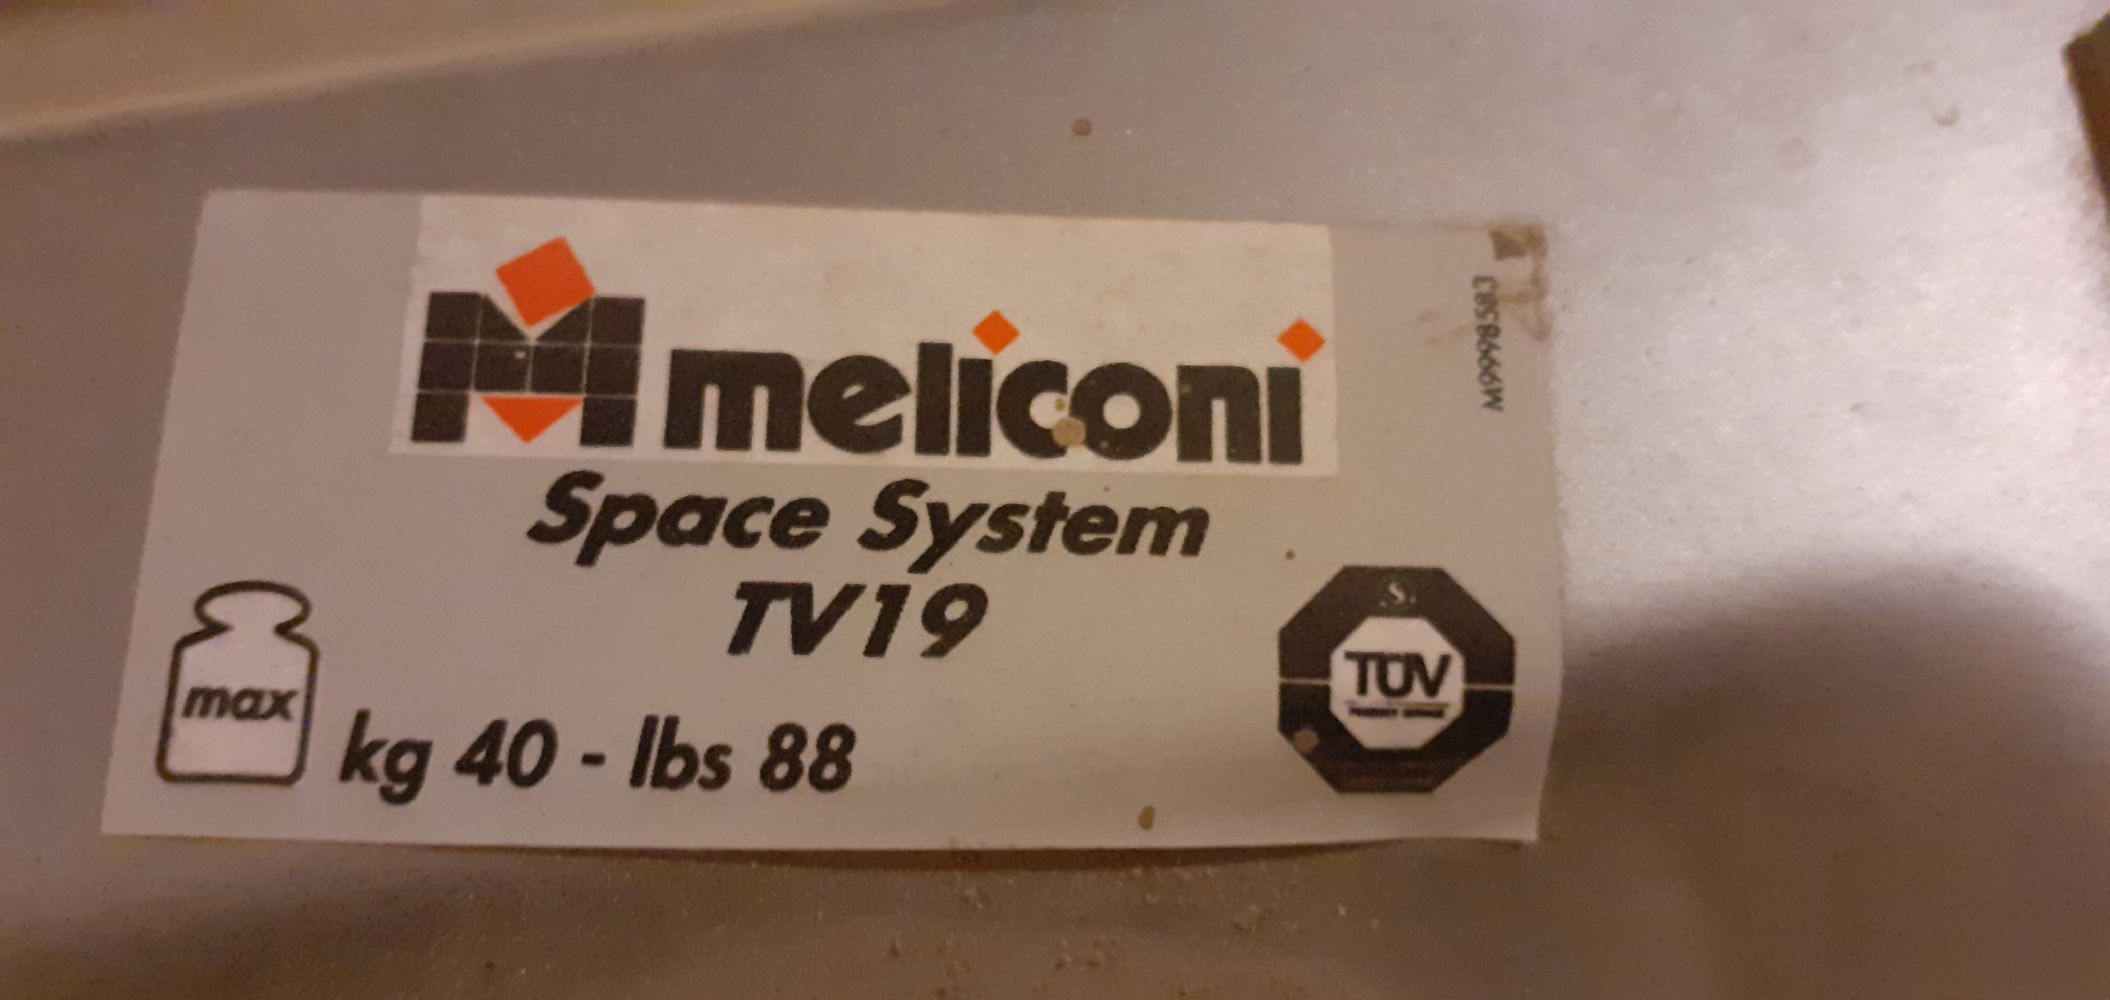 meliconi
Space System
TV19
max
kg 40 - lbs 88
TÜV
M9998583